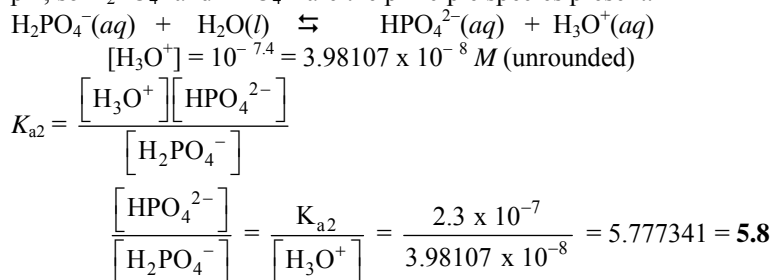 H₂PO₄⁻(aq) + H₂O(l) ⇆ HPO₄²⁻(aq) + H₃O⁺(aq)
[H₃O⁺] = 10⁻ ⁷·⁴ = 3.98107 x 10⁻ ⁸ M (unrounded)
Kₐ₂ = [H₃O⁺][HPO₄²⁻] / [H₂PO₄⁻]
[HPO₄²⁻] / [H₂PO₄⁻] = Kₐ₂ / [H₃O⁺] = 2.3 x 10⁻⁷ / 3.98107 x 10⁻⁸ = 5.777341 = 5.8